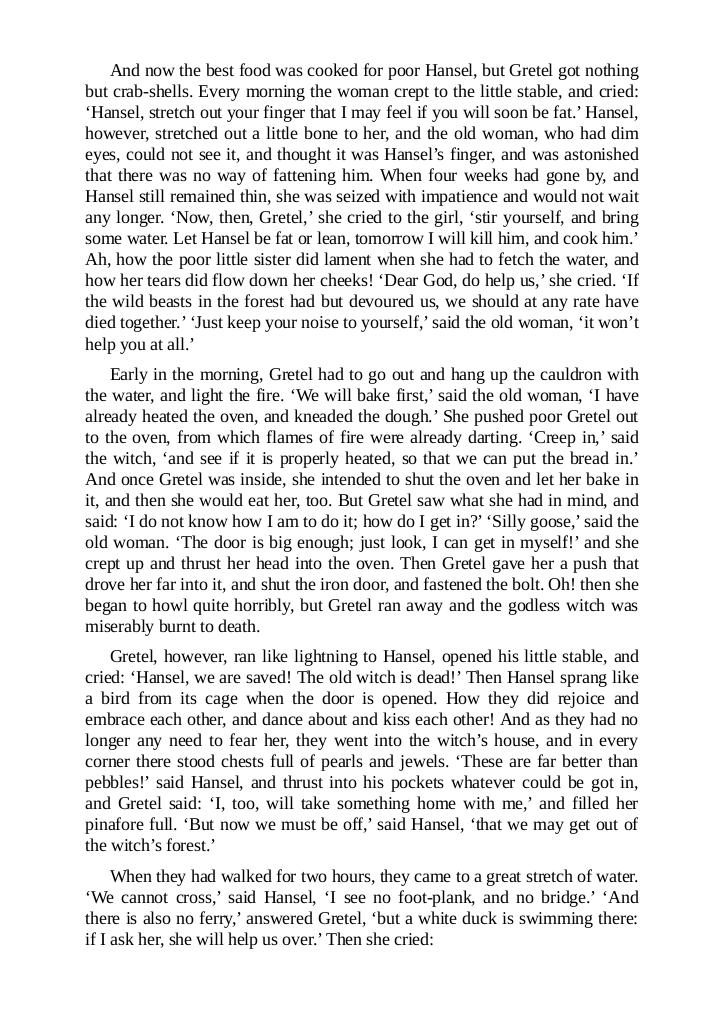 And now the best food was cooked for poor Hansel, but Gretel got nothing
but crab-shells. Every morning the woman crept to the little stable, and cried:
‘Hansel, stretch out your finger that I may feel if you will soon be fat.’ Hansel,
however, stretched out a little bone to her, and the old woman, who had dim
eyes, could not see it, and thought it was Hansel’s finger, and was astonished
that there was no way of fattening him. When four weeks had gone by, and
Hansel still remained thin, she was seized with impatience and would not wait
any longer. ‘Now, then, Gretel,’ she cried to the girl, ‘stir yourself, and bring
some water. Let Hansel be fat or lean, tomorrow I will kill him, and cook him.’
Ah, how the poor little sister did lament when she had to fetch the water, and
how her tears did flow down her cheeks! ‘Dear God, do help us,’ she cried. ‘If
the wild beasts in the forest had but devoured us, we should at any rate have
died together.’ ‘Just keep your noise to yourself,’ said the old woman, ‘it won’t
help you at all.’
Early in the morning, Gretel had to go out and hang up the cauldron with
the water, and light the fire. ‘We will bake first,’ said the old woman, ‘I have
already heated the oven, and kneaded the dough.’ She pushed poor Gretel out
to the oven, from which flames of fire were already darting. ‘Creep in,’ said
the witch, ‘and see if it is properly heated, so that we can put the bread in.’
And once Gretel was inside, she intended to shut the oven and let her bake in
it, and then she would eat her, too. But Gretel saw what she had in mind, and
said: ‘I do not know how I am to do it; how do I get in?’ ‘Silly goose,’ said the
old woman. ‘The door is big enough; just look, I can get in myself!’ and she
crept up and thrust her head into the oven. Then Gretel gave her a push that
drove her far into it, and shut the iron door, and fastened the bolt. Oh! then she
began to howl quite horribly, but Gretel ran away and the godless witch was
miserably burnt to death.
Gretel, however, ran like lightning to Hansel, opened his little stable, and
cried: ‘Hansel, we are saved! The old witch is dead!’ Then Hansel sprang like
a bird from its cage when the door is opened. How they did rejoice and
embrace each other, and dance about and kiss each other! And as they had no
longer any need to fear her, they went into the witch’s house, and in every
corner there stood chests full of pearls and jewels. ‘These are far better than
pebbles!’ said Hansel, and thrust into his pockets whatever could be got in,
and Gretel said: ‘I, too, will take something home with me,’ and filled her
pinafore full. ‘But now we must be off,’ said Hansel, ‘that we may get out of
the witch’s forest.’
When they had walked for two hours, they came to a great stretch of water.
‘We cannot cross,’ said Hansel, ‘I see no foot-plank, and no bridge.’ ‘And
there is also no ferry,’ answered Gretel, ‘but a white duck is swimming there:
if I ask her, she will help us over.’ Then she cried: